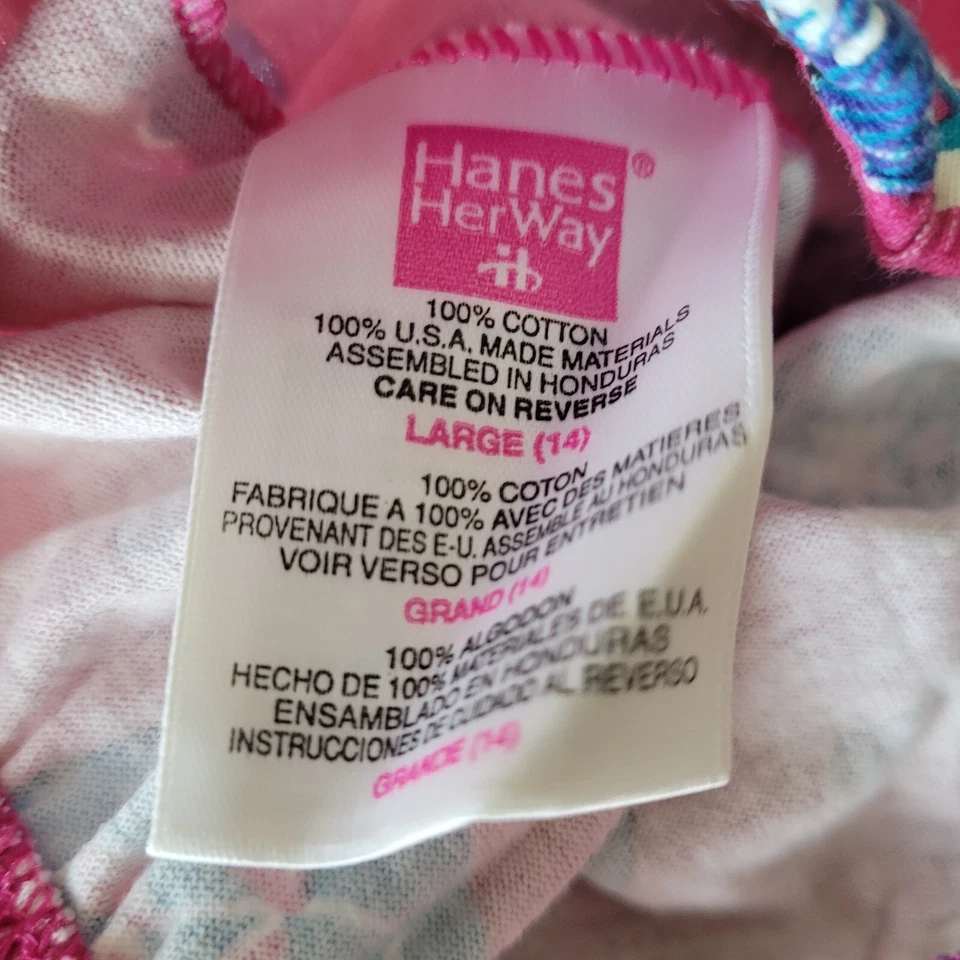 Hanes
HerWay
®
100% COTTON
100% U.S.A. MADE MATERIALS
ASSEMBLED IN HONDURAS
CARE ON REVERSE
LARGE (14)
100% COTON
FABRIQUE A 100% AVEC DES MATIERES
PROVENANT DES E-U. ASSEMBLE AU HONDURAS
VOIR VERSO POUR ENTRETIEN
GRAND (14)
100% ALGODON
HECHO DE 100% MATERIALES DE E.U.A.
ENSAMBLADO EN HONDURAS
INSTRUCCIONES DE CUIDADO AL REVERSO
GRANDE (14)